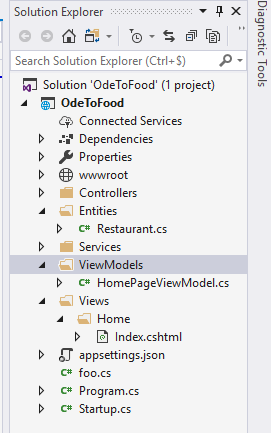 Solution Explorer
Search Solution Explorer (Ctrl+$)
Solution 'OdeToFood' (1 project)
OdeToFood
Connected Services
Dependencies
Properties
wwwroot
Controllers
Entities
C# Restaurant.cs
Services
ViewModels
C# HomePageViewModel.cs
Views
Home
Index.cshtml
appsettings.json
C# foo.cs
C# Program.cs
C# Startup.cs
Diagnostic Tools